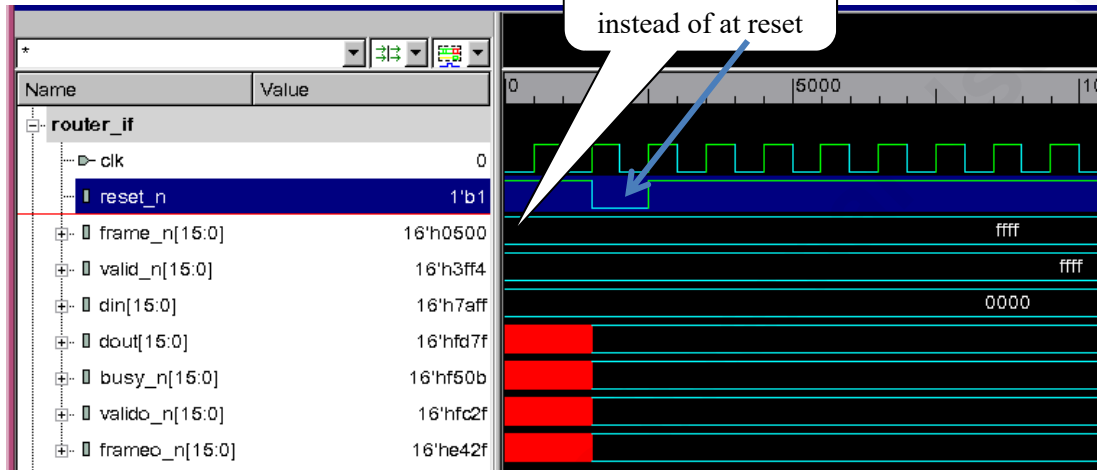 instead of at reset
*
Name Value
0 5000 10
router_if
clk 0
reset_n 1'b1
frame_n[15:0] 16'h0500 ffff
valid_n[15:0] 16'h3ff4 ffff
din[15:0] 16'h7aff 0000
dout[15:0] 16'hfd7f
busy_n[15:0] 16'hf50b
valido_n[15:0] 16'hfc2f
frameo_n[15:0] 16'he42f